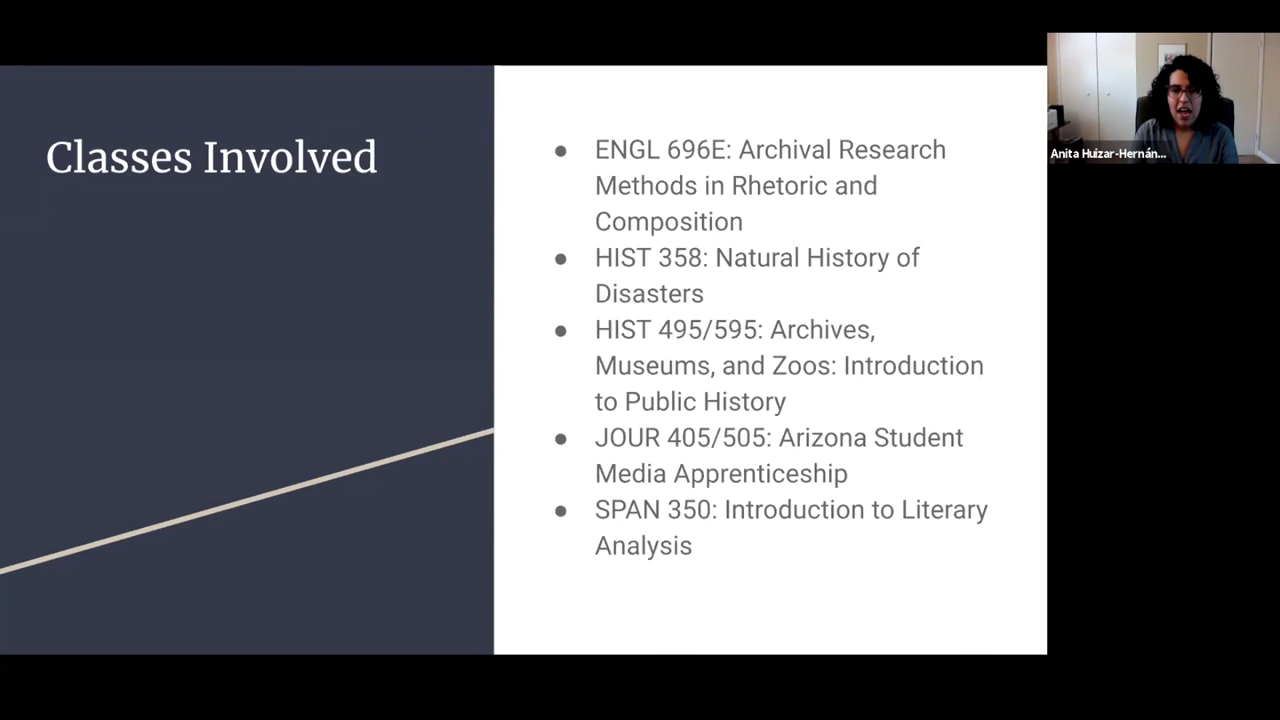 Classes Involved
● ENGL 696E: Archival Research
Methods in Rhetoric and
Composition
● HIST 358: Natural History of
Disasters
● HIST 495/595: Archives,
Museums, and Zoos: Introduction
to Public History
● JOUR 405/505: Arizona Student
Media Apprenticeship
● SPAN 350: Introduction to Literary
Analysis
Anita Huizar-Hernán...